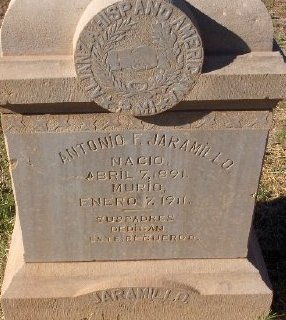 ALIANZA HISPANO AMERICANA
ANTONIO F. JARAMILLO.
NACIO
ABRIL 7, 1891.
MURIO,
ENERO 7, 1911.
SUS PADRES
DEDICAN
ESTE RECUERDO.
JARAMILLO.